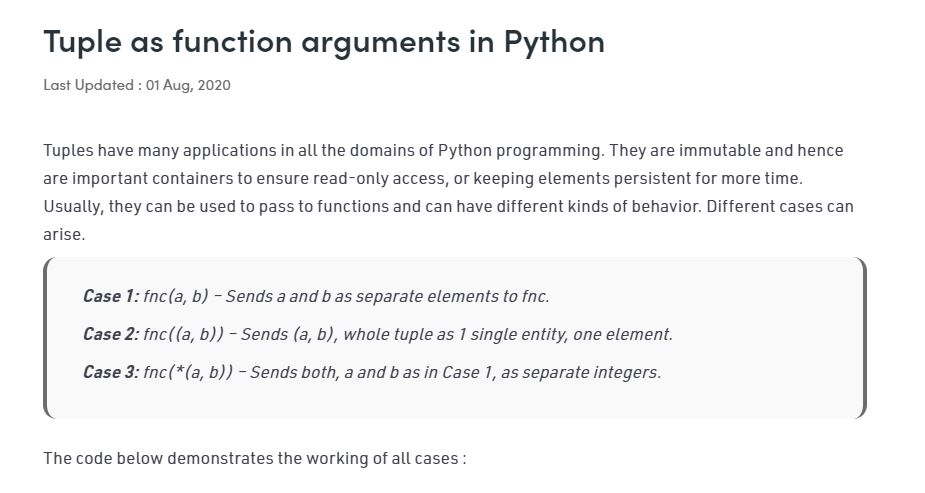 Tuple as function arguments in Python
Last Updated : 01 Aug, 2020
Tuples have many applications in all the domains of Python programming. They are immutable and hence
are important containers to ensure read-only access, or keeping elements persistent for more time.
Usually, they can be used to pass to functions and can have different kinds of behavior. Different cases can
arise.
Case 1: fnc(a, b) – Sends a and b as separate elements to fnc.
Case 2: fnc((a, b)) – Sends (a, b), whole tuple as 1 single entity, one element.
Case 3: fnc(*(a, b)) – Sends both, a and b as in Case 1, as separate integers.
The code below demonstrates the working of all cases :